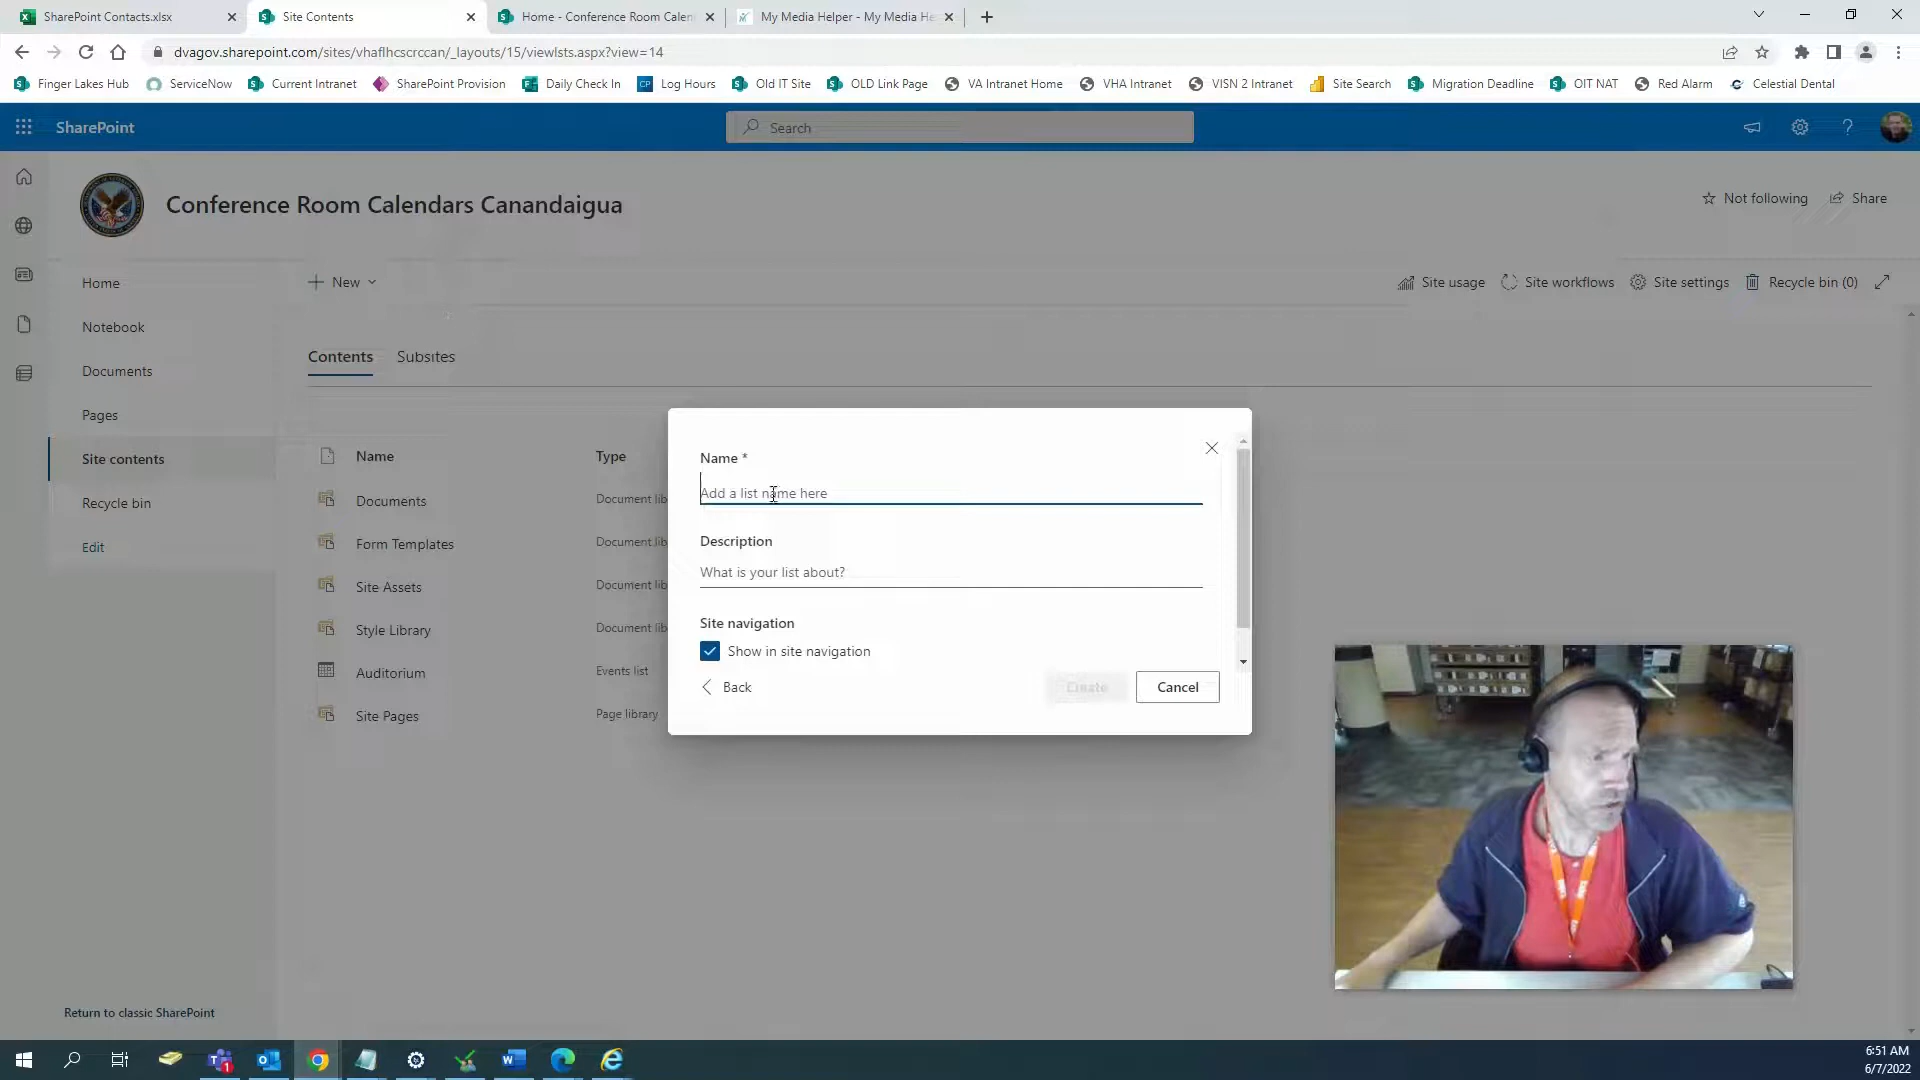 SharePoint Contacts.xlsx
Site Contents
Home - Conference Room Calen
My Media Helper - My Media He
dvagov.sharepoint.com/sites/vhaflhcscrccan/_layouts/15/viewlsts.aspx?view=14
Finger Lakes Hub
ServiceNow
Current Intranet
SharePoint Provision
Daily Check In
Log Hours
Old IT Site
OLD Link Page
VA Intranet Home
VHA Intranet
VISN 2 Intranet
Site Search
Migration Deadline
OIT NAT
Red Alarm
Celestial Dental
SharePoint
Search
Conference Room Calendars Canandaigua
Not following
Share
Home
Notebook
Documents
Pages
Site contents
Recycle bin
Edit
New
Site usage
Site workflows
Site settings
Recycle bin (0)
Contents
Subsites
Name
Type
Documents
Document lib
Form Templates
Document lib
Site Assets
Document lib
Style Library
Document lib
Auditorium
Events list
Site Pages
Page library
Name *
Add a list name here
Description
What is your list about?
Site navigation
Show in site navigation
Back
Create
Cancel
Return to classic SharePoint
6:51 AM
6/7/2022